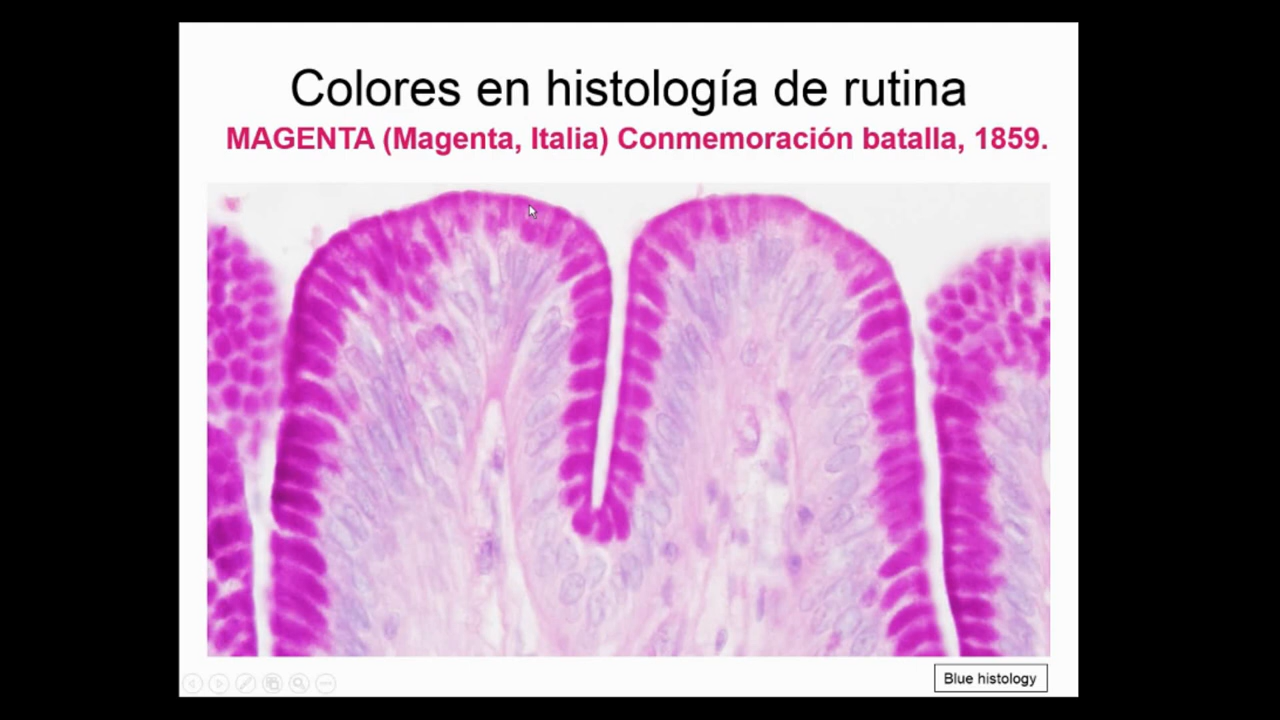 Colores en histología de rutina
MAGENTA (Magenta, Italia) Conmemoración batalla, 1859.
Blue histology